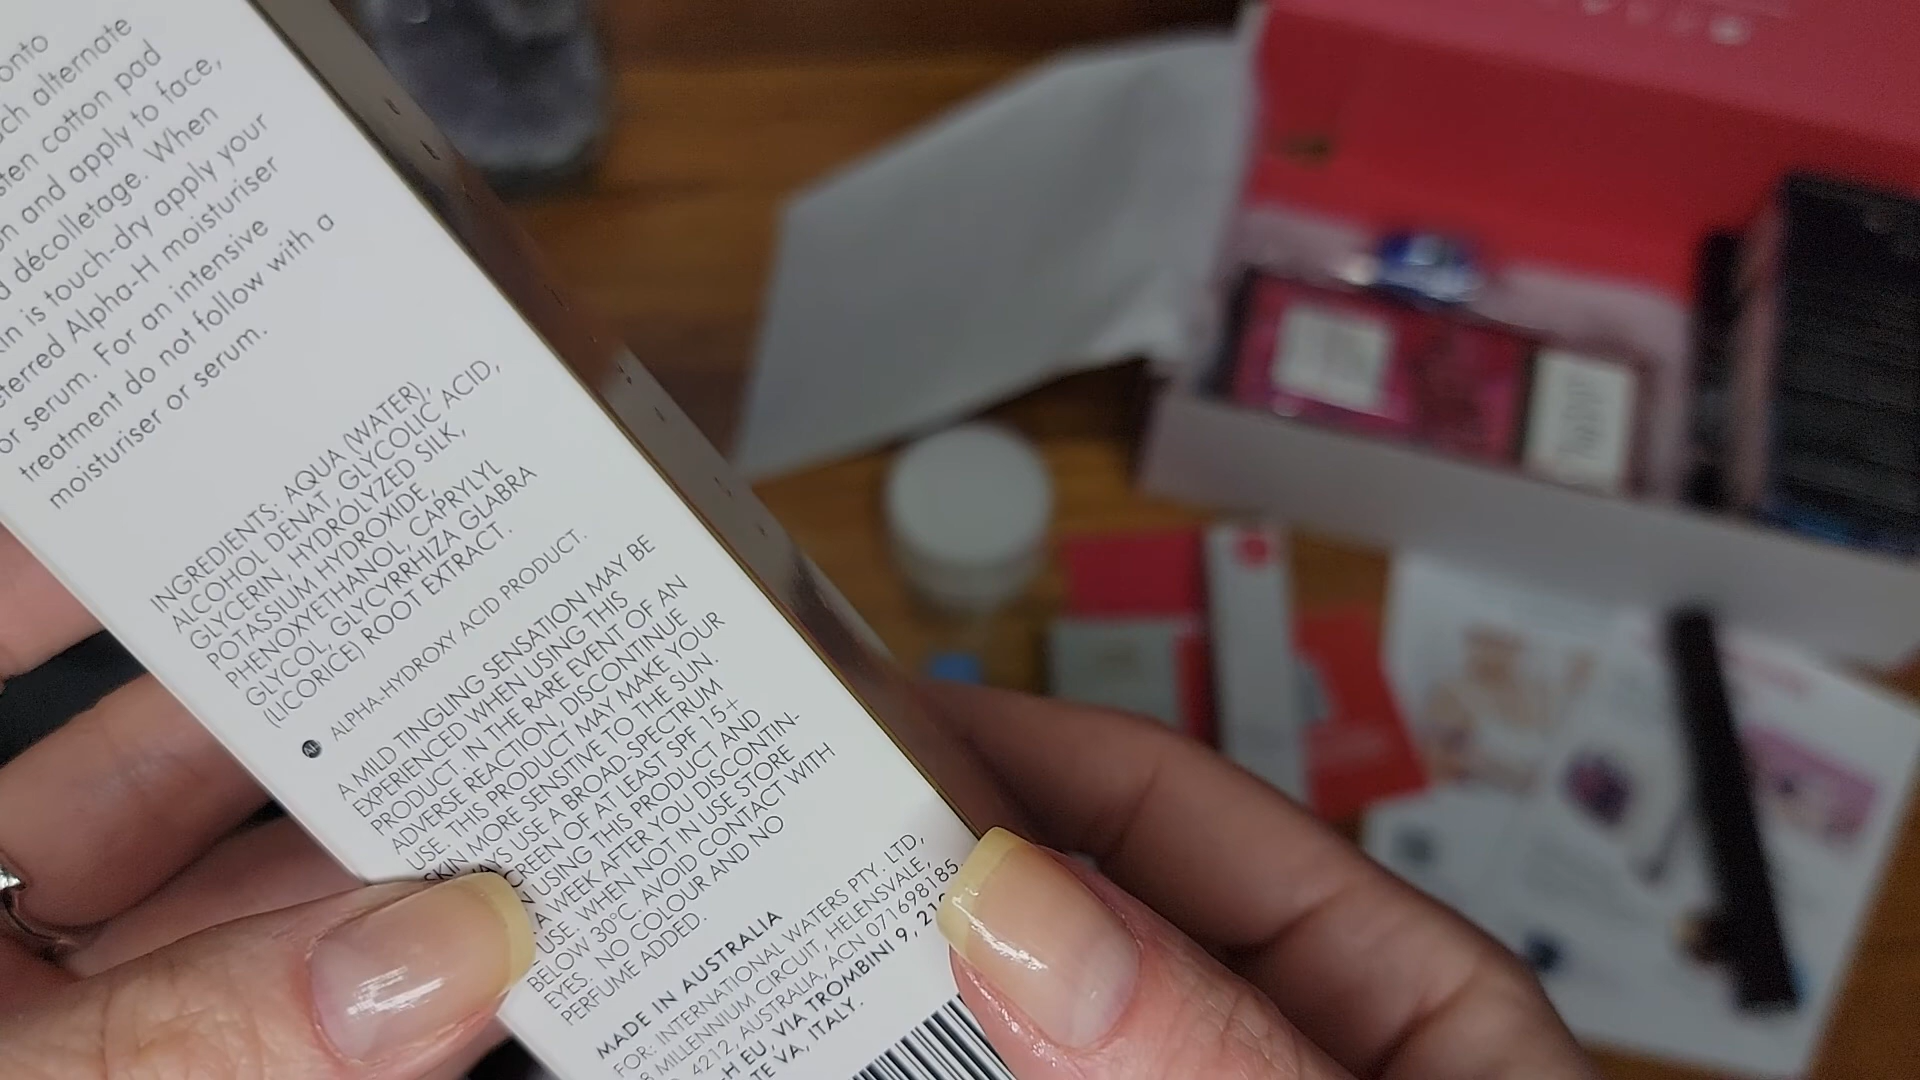 onto
ch alternate
sten cotton pad
on and apply to face,
d décolletage. When
in is touch-dry apply your
ferred Alpha-H moisturiser
or serum. For an intensive
treatment do not follow with a
moisturiser or serum.
INGREDIENTS: AQUA (WATER),
ALCOHOL DENAT, GLYCOLIC ACID,
GLYCERIN, HYDROLYZED SILK,
POTASSIUM HYDROXIDE,
PHENOXYETHANOL, CAPRYLYL
GLYCOL, GLYCYRRHIZA GLABRA
(LICORICE) ROOT EXTRACT.
AH ALPHA-HYDROXY ACID PRODUCT.
A MILD TINGLING SENSATION MAY BE
EXPERIENCED WHEN USING THIS
PRODUCT. IN THE RARE EVENT OF AN
ADVERSE REACTION, DISCONTINUE
USE. THIS PRODUCT MAY MAKE YOUR
SKIN MORE SENSITIVE TO THE SUN.
AYS USE A BROAD-SPECTRUM
CREEN OF AT LEAST SPF 15+
N USING THIS PRODUCT AND
A WEEK AFTER YOU DISCONTIN-
USE. WHEN NOT IN USE STORE
BELOW 30°C. AVOID CONTACT WITH
EYES. NO COLOUR AND NO
PERFUME ADDED.
MADE IN AUSTRALIA
FOR: INTERNATIONAL WATERS PTY. LTD,
8 MILLENNIUM CIRCUIT, HELENSVALE,
4212, AUSTRALIA, ACN 071698185.
-H EU, VIA TROMBINI 9, 21
TE VA, ITALY.